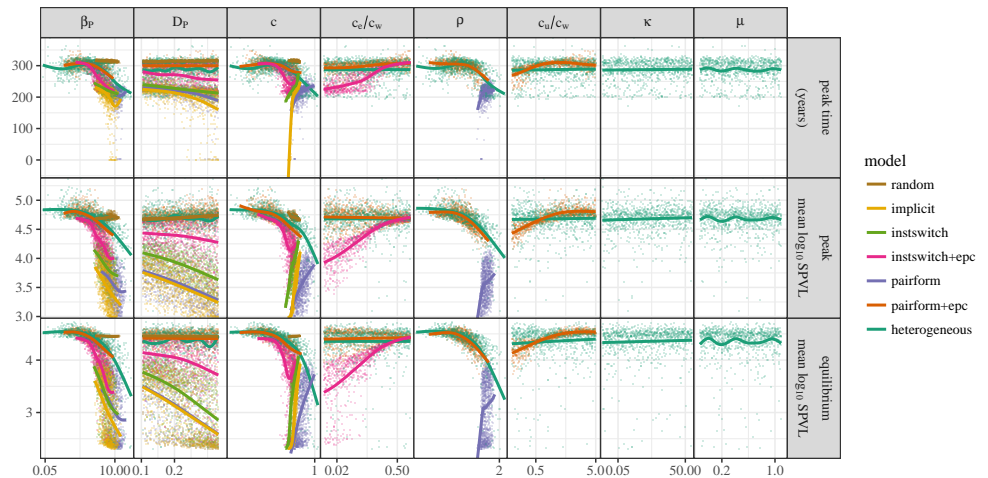 β_P D_P c c_e/c_w ρ c_u/c_w κ μ
300
200
100
0
peak time
(years)
5.0
4.5
4.0
3.5
3.0
peak
mean log₁₀ SPVL
4
3
equilibrium
mean log₁₀ SPVL
0.05 10.00 0.1 0.2 1 0.02 0.50 2 0.5 5.0 0.05 50.00 0.2 1.0
model
random
implicit
instswitch
instswitch+epc
pairform
pairform+epc
heterogeneous